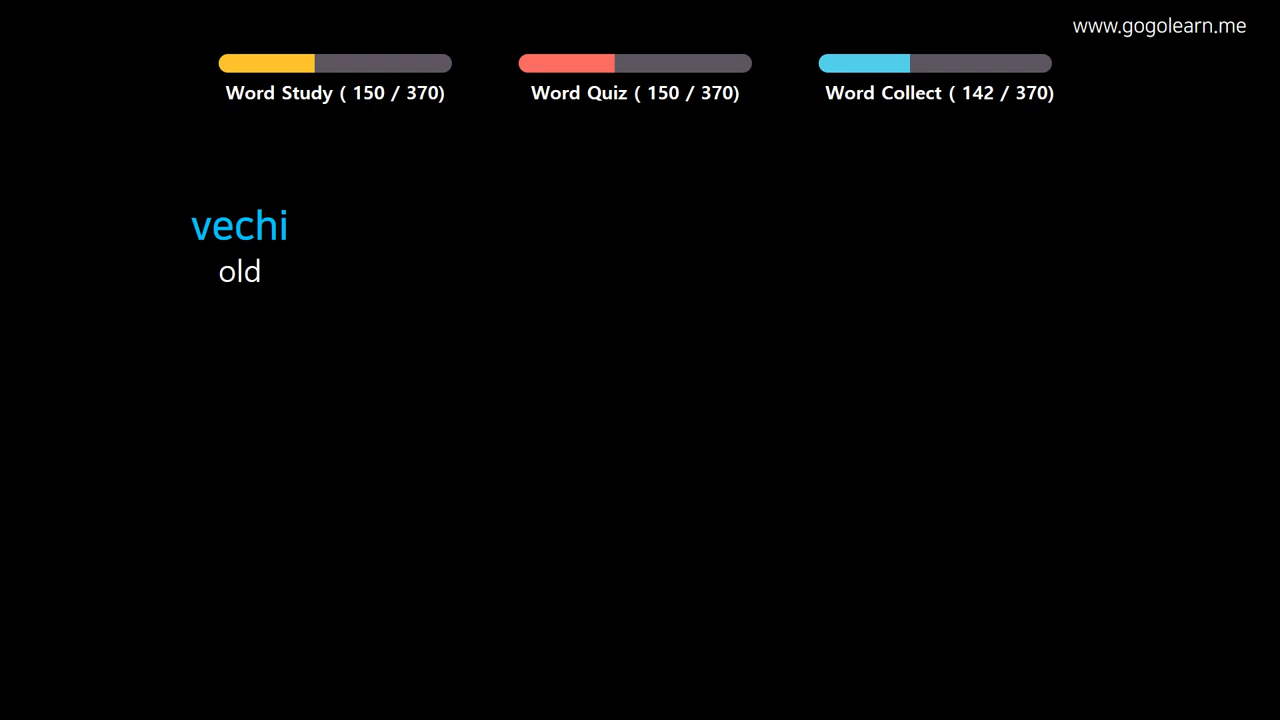 www.gogolearn.me
Word Study ( 150 / 370)
Word Quiz ( 150 / 370)
Word Collect ( 142 / 370)
vechi
old